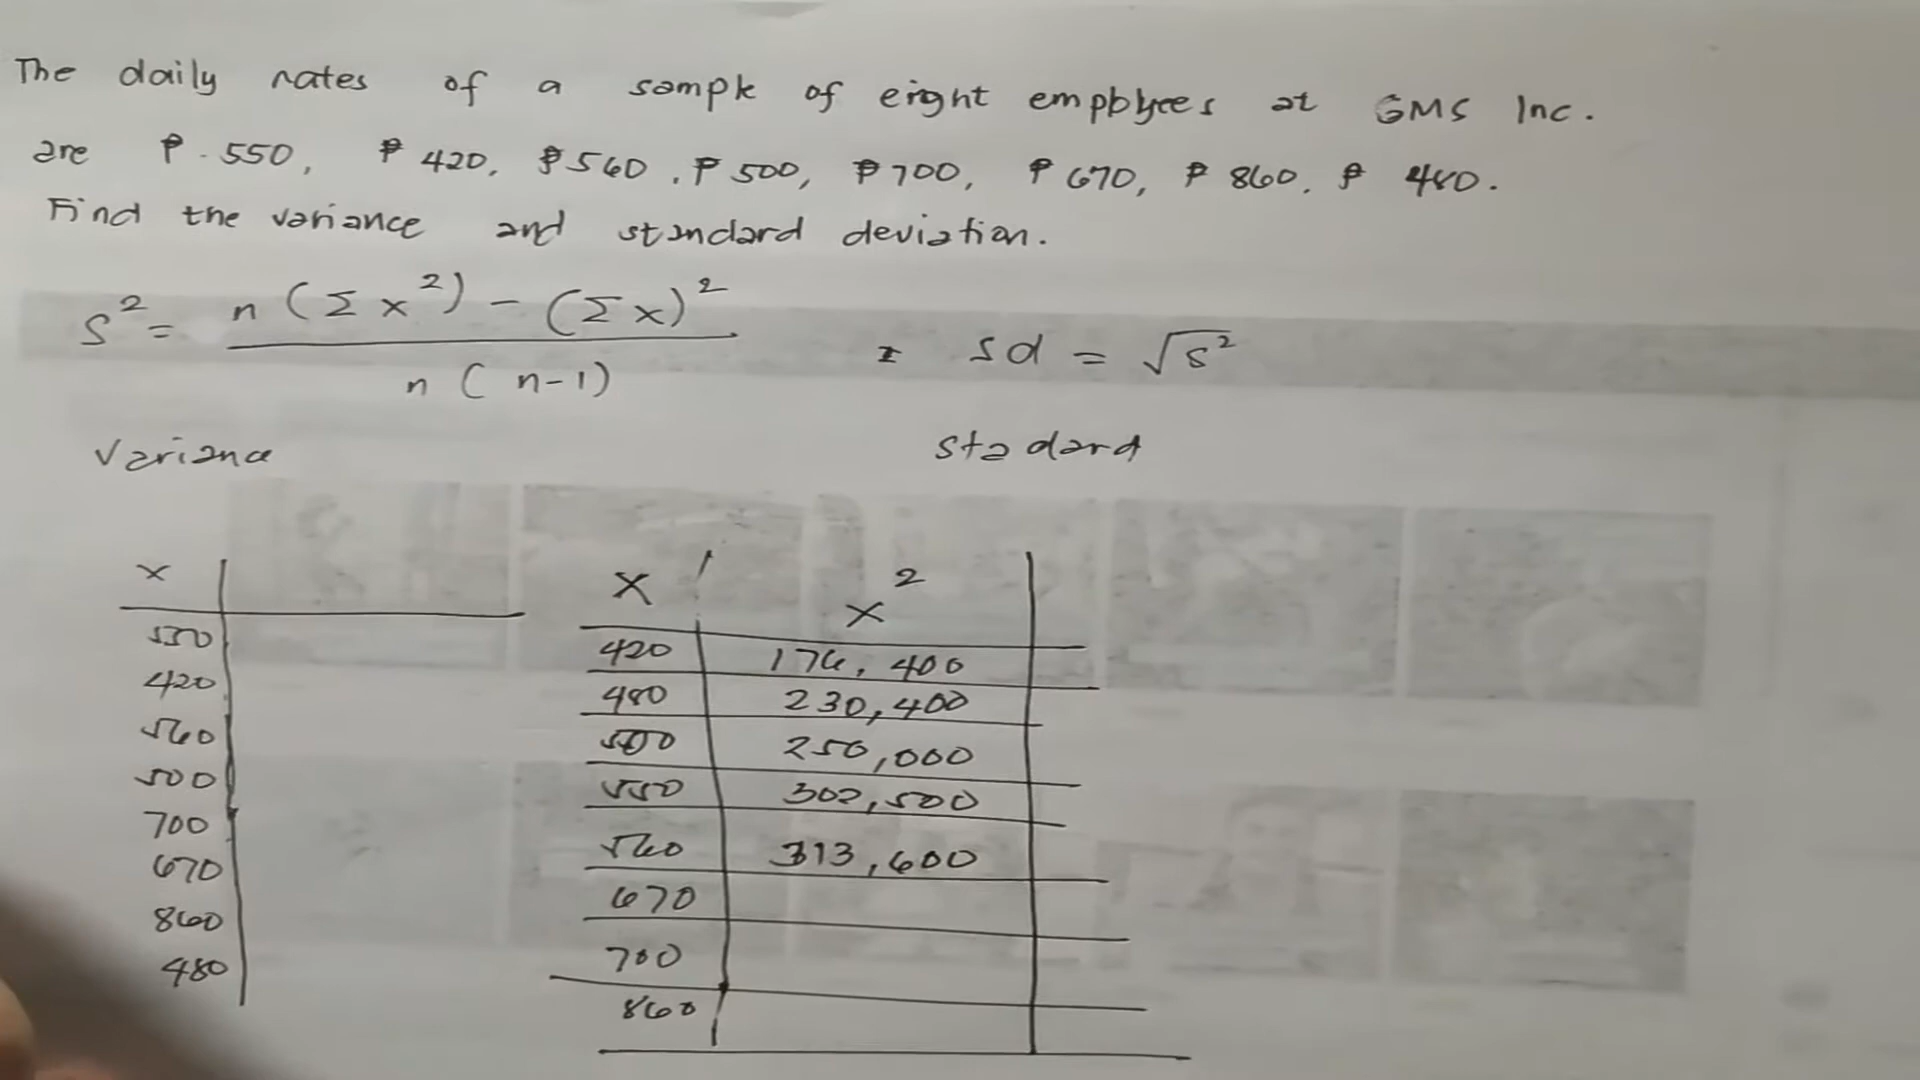 The daily rates of a sample of eight employees at GMS Inc.
are ₱ 550, ₱ 420, ₱ 560, ₱ 500, ₱ 700, ₱ 670, ₱ 860, ₱ 480.
Find the variance and standard deviation.
s² = n(Σx²) - (Σx)² / n(n-1)
sd = √s²
Variance
stadard
x
550
420
560
500
700
670
860
480
x x²
420 176,400
480 230,400
500 250,000
550 302,500
560 313,600
670
700
860